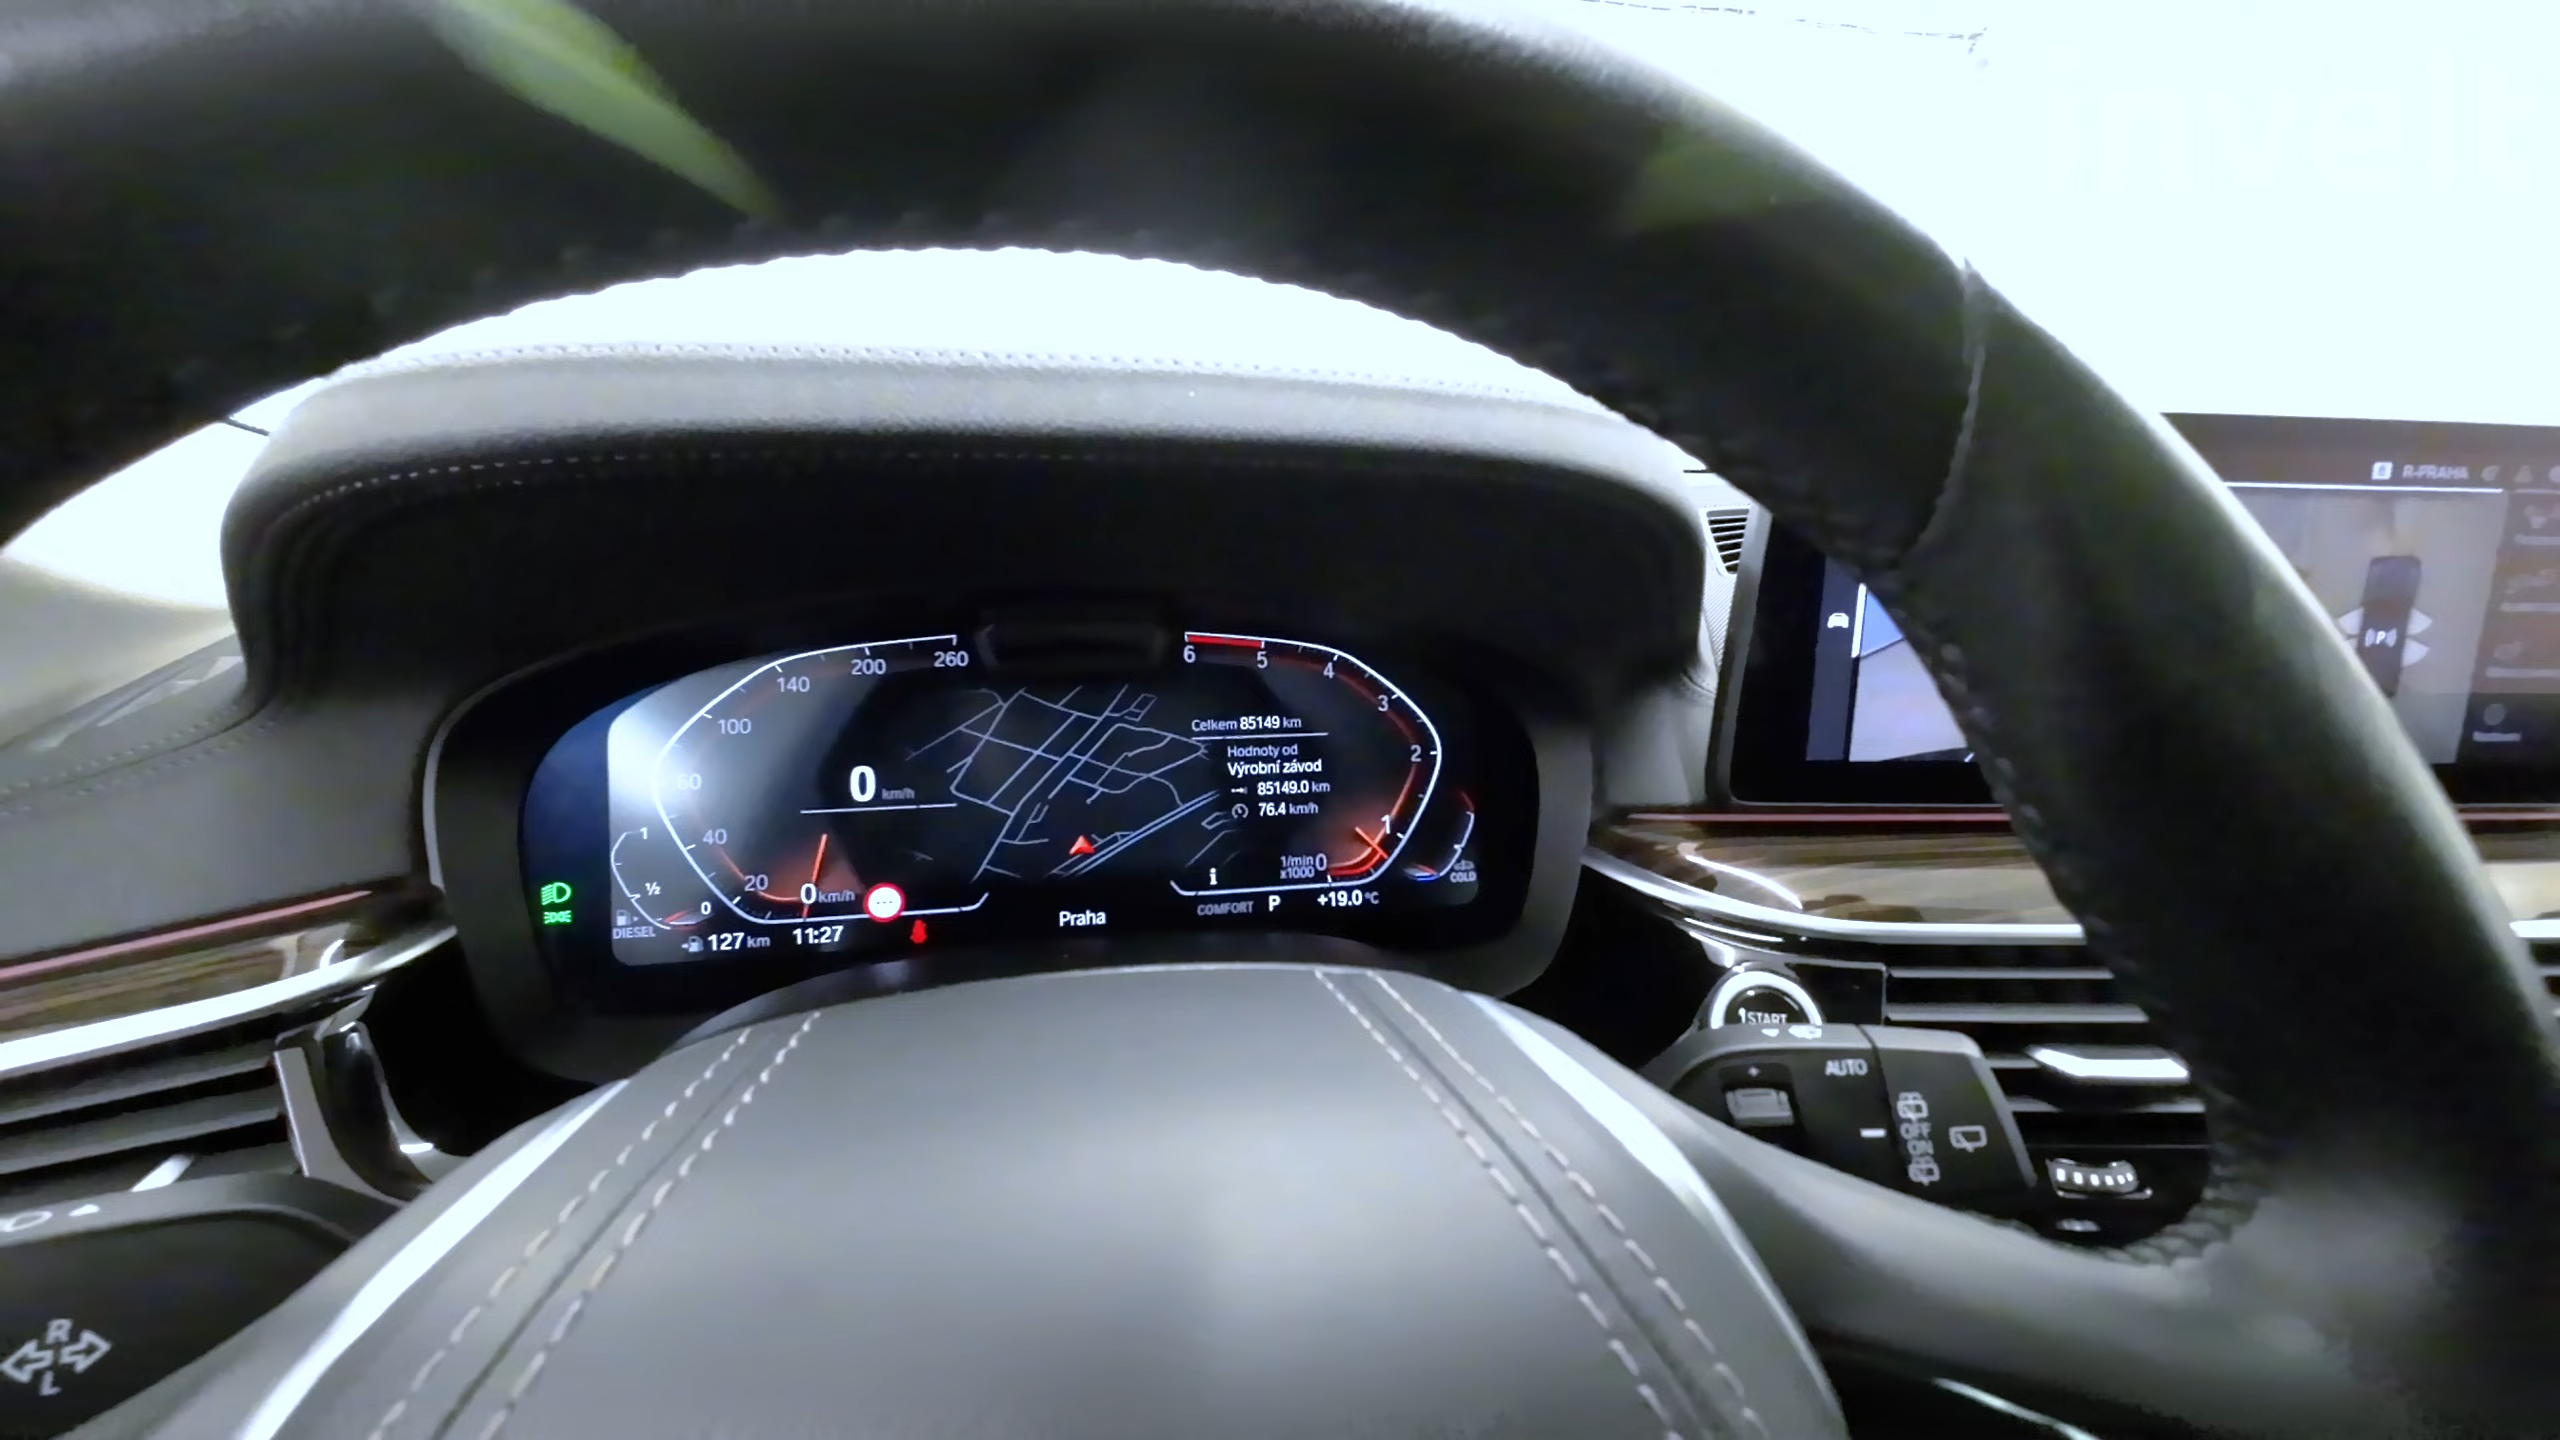 R-PRAHA
6
5
4
3
2
1
0
1/min
x1000
260
200
140
100
60
40
20
0 km/h
Celkem 85149 km
Hodnoty od
Výrobní závod
85149.0 km
76.4 km/h
0 km/h
1
1/2
0
DIESEL
127 km
11:27
Praha
COMFORT P +19.0 °C
COLD
START
AUTO
OFF
ON
R
L
(P)